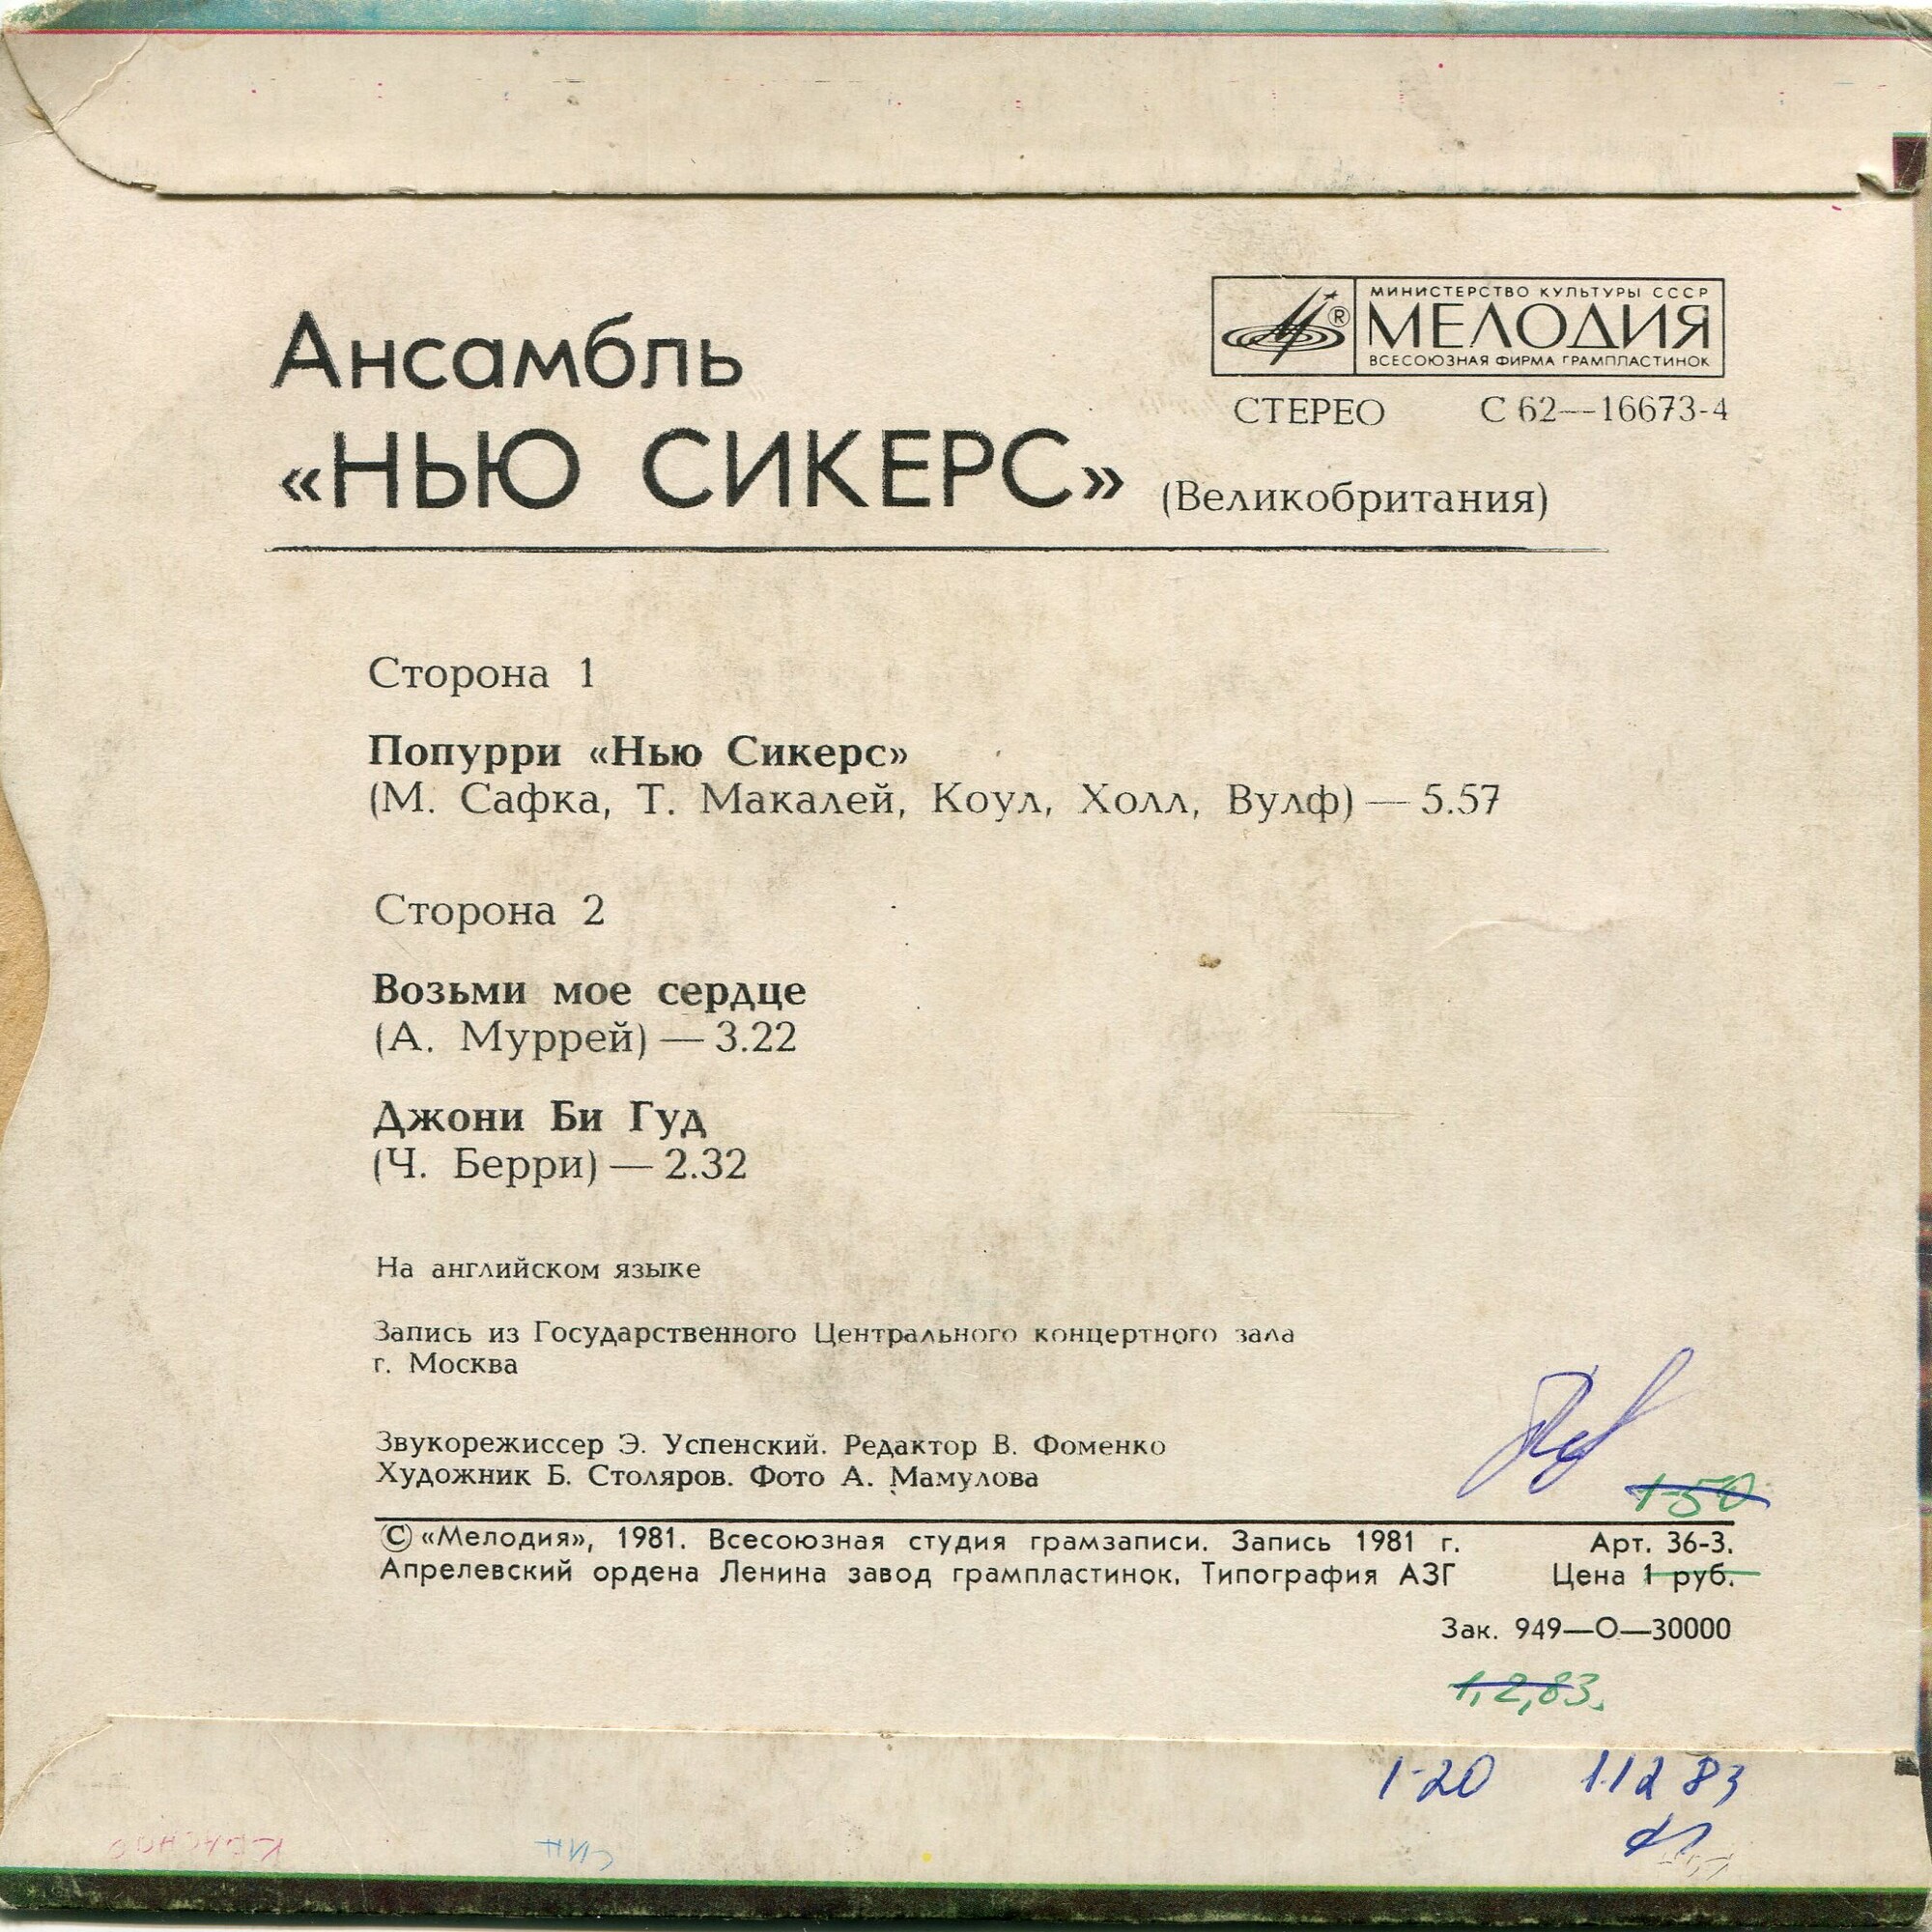 МИНИСТЕРСТВО КУЛЬТУРЫ СССР
МЕЛОДИЯ
ВСЕСОЮЗНАЯ ФИРМА ГРАМПЛАСТИНОК
СТЕРЕО С 62—16673-4
Ансамбль
«НЬЮ СИКЕРС» (Великобритания)
Сторона 1
Попурри «Нью Сикерс»
(М. Сафка, Т. Макалей, Коул, Холл, Вулф) — 5.57
Сторона 2
Возьми мое сердце
(А. Муррей) — 3.22
Джони Би Гуд
(Ч. Берри) — 2.32
На английском языке
Запись из Государственного Центрального концертного зала
г. Москва
Звукорежиссер Э. Успенский. Редактор В. Фоменко
Художник Б. Столяров. Фото А. Мамулова
1-50
© «Мелодия», 1981. Всесоюзная студия грамзаписи. Запись 1981 г. Арт. 36-3.
Апрелевский ордена Ленина завод грампластинок. Типография АЗГ Цена 1 руб.
Зак. 949—О—30000
1,2,83.
1-20 1.12 83